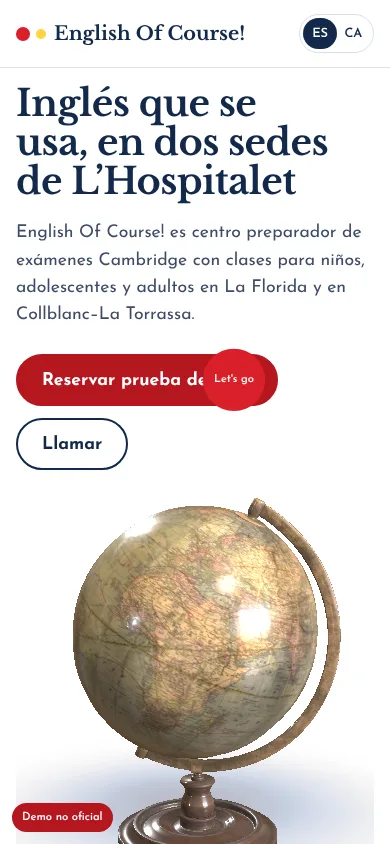 English Of Course!
ES CA
Inglés que se
usa, en dos sedes
de L’Hospitalet
English Of Course! es centro preparador de
exámenes Cambridge con clases para niños,
adolescentes y adultos en La Florida y en
Collblanc–La Torrassa.
Reservar prueba de
Let's go
Llamar
Demo no oficial